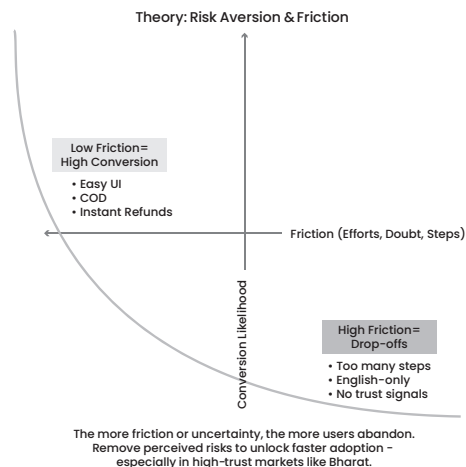 Theory: Risk Aversion & Friction
Low Friction=
High Conversion
• Easy UI
• COD
• Instant Refunds
Friction (Efforts, Doubt, Steps)
Conversion Likelihood
High Friction=
Drop-offs
• Too many steps
• English-only
• No trust signals
The more friction or uncertainty, the more users abandon.
Remove perceived risks to unlock faster adoption -
especially in high-trust markets like Bharat.